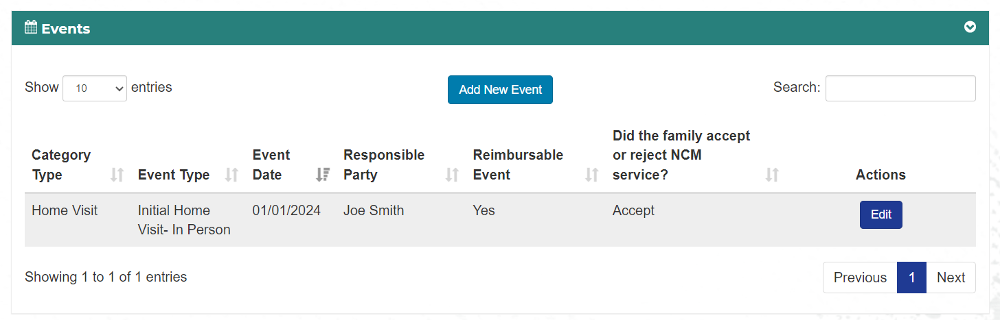 Events
Show 10 entries
Add New Event
Search:
Category Type
Event Type
Event Date
Responsible Party
Reimbursable Event
Did the family accept or reject NCM service?
Actions
Home Visit
Initial Home Visit- In Person
01/01/2024
Joe Smith
Yes
Accept
Edit
Showing 1 to 1 of 1 entries
Previous 1 Next